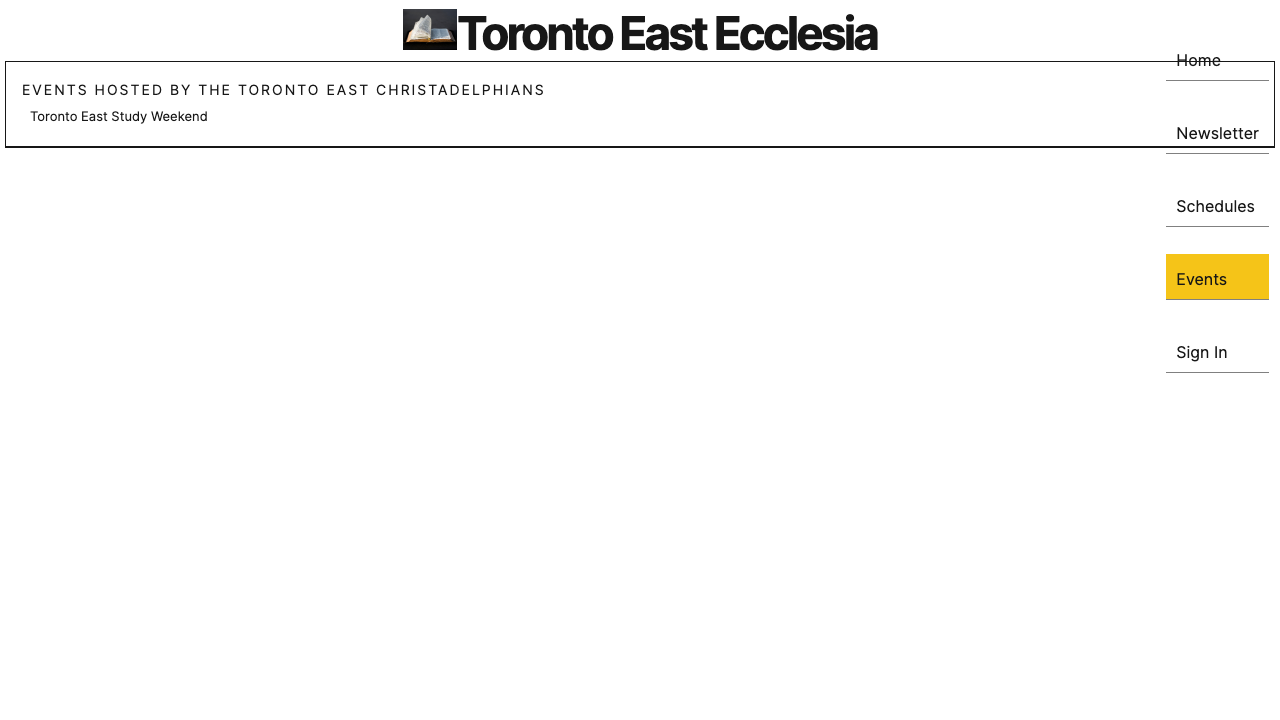 Toronto East Ecclesia
Home
EVENTS HOSTED BY THE TORONTO EAST CHRISTADELPHIANS
Toronto East Study Weekend
Newsletter
Schedules
Events
Sign In